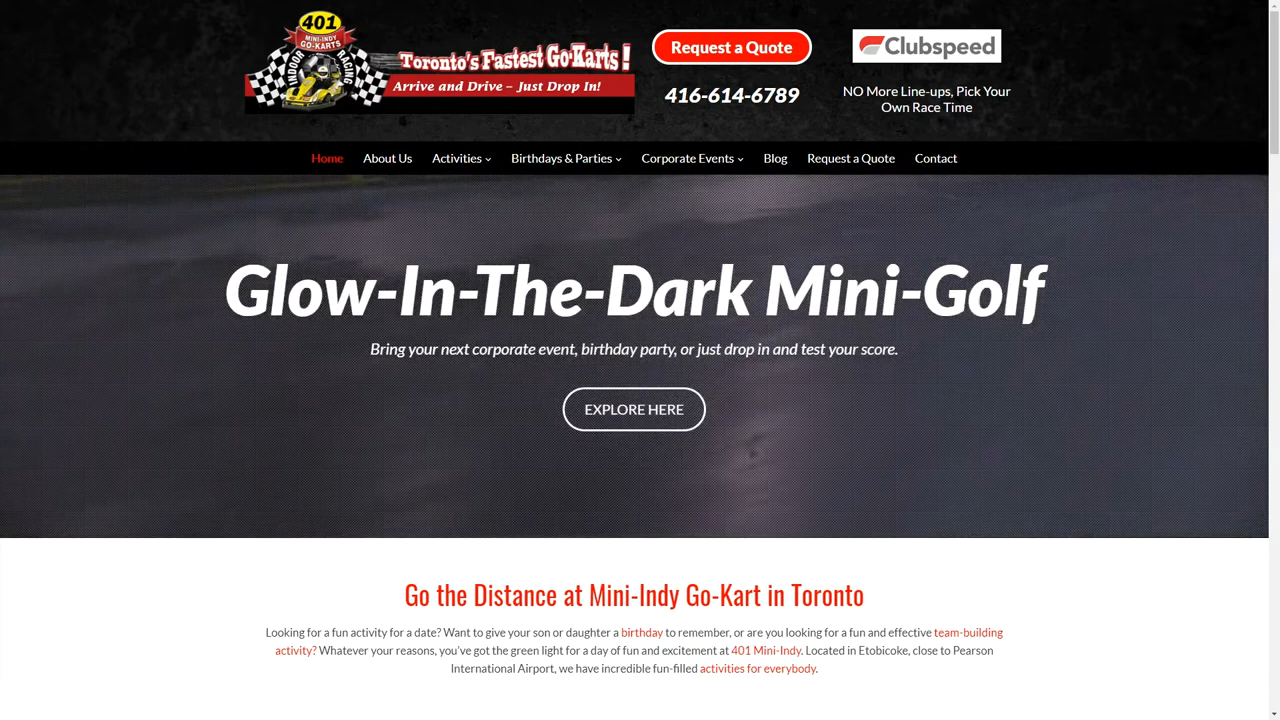 401
MINI-INDY
GO-KARTS
INDOOR RACING
Toronto's Fastest Go-Karts!
Arrive and Drive – Just Drop In!
Request a Quote
416-614-6789
Clubspeed
NO More Line-ups, Pick Your
Own Race Time
Home About Us Activities Birthdays & Parties Corporate Events Blog Request a Quote Contact
Glow-In-The-Dark Mini-Golf
Bring your next corporate event, birthday party, or just drop in and test your score.
EXPLORE HERE
Go the Distance at Mini-Indy Go-Kart in Toronto
Looking for a fun activity for a date? Want to give your son or daughter a birthday to remember, or are you looking for a fun and effective team-building
activity? Whatever your reasons, you’ve got the green light for a day of fun and excitement at 401 Mini-Indy. Located in Etobicoke, close to Pearson
International Airport, we have incredible fun-filled activities for everybody.